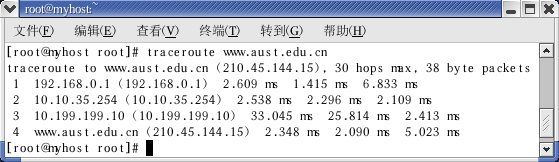 root@myhost:~
文件(F) 编辑(E) 查看(V) 终端(T) 转到(G) 帮助(H)
[root@myhost root]# traceroute www.aust.edu.cn
traceroute to www.aust.edu.cn (210.45.144.15), 30 hops max, 38 byte packets
1 192.168.0.1 (192.168.0.1) 2.609 ms 1.415 ms 6.833 ms
2 10.10.35.254 (10.10.35.254) 2.538 ms 2.296 ms 2.109 ms
3 10.199.199.10 (10.199.199.10) 33.045 ms 25.814 ms 2.413 ms
4 www.aust.edu.cn (210.45.144.15) 2.348 ms 2.090 ms 5.023 ms
[root@myhost root]#